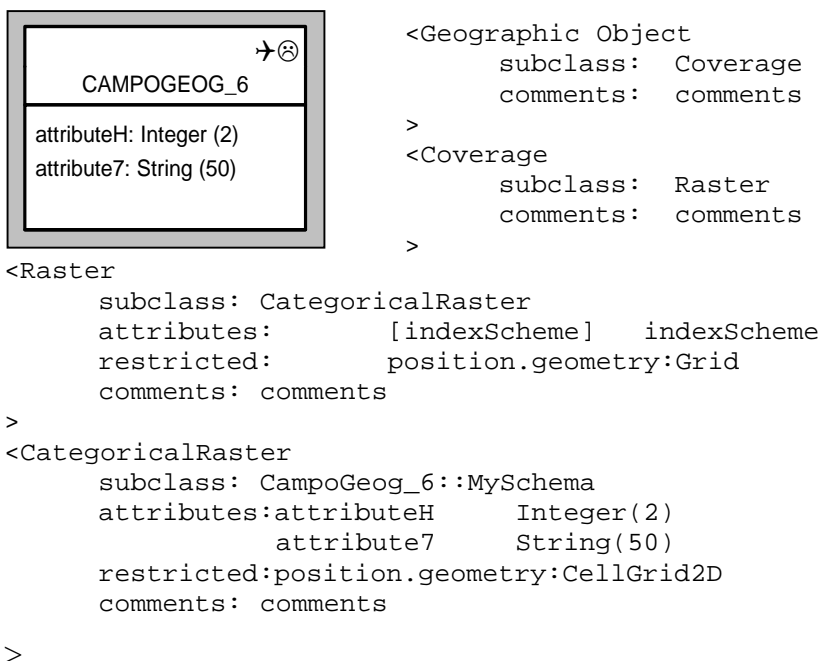 ✈☹
CAMPOGEOG_6
attributeH: Integer (2)
attribute7: String (50)
<Geographic Object
subclass: Coverage
comments: comments
>
<Coverage
subclass: Raster
comments: comments
>
<Raster
subclass: CategoricalRaster
attributes: [indexScheme] indexScheme
restricted: position.geometry:Grid
comments: comments
>
<CategoricalRaster
subclass: CampoGeog_6::MySchema
attributes:attributeH Integer(2)
attribute7 String(50)
restricted:position.geometry:CellGrid2D
comments: comments
>